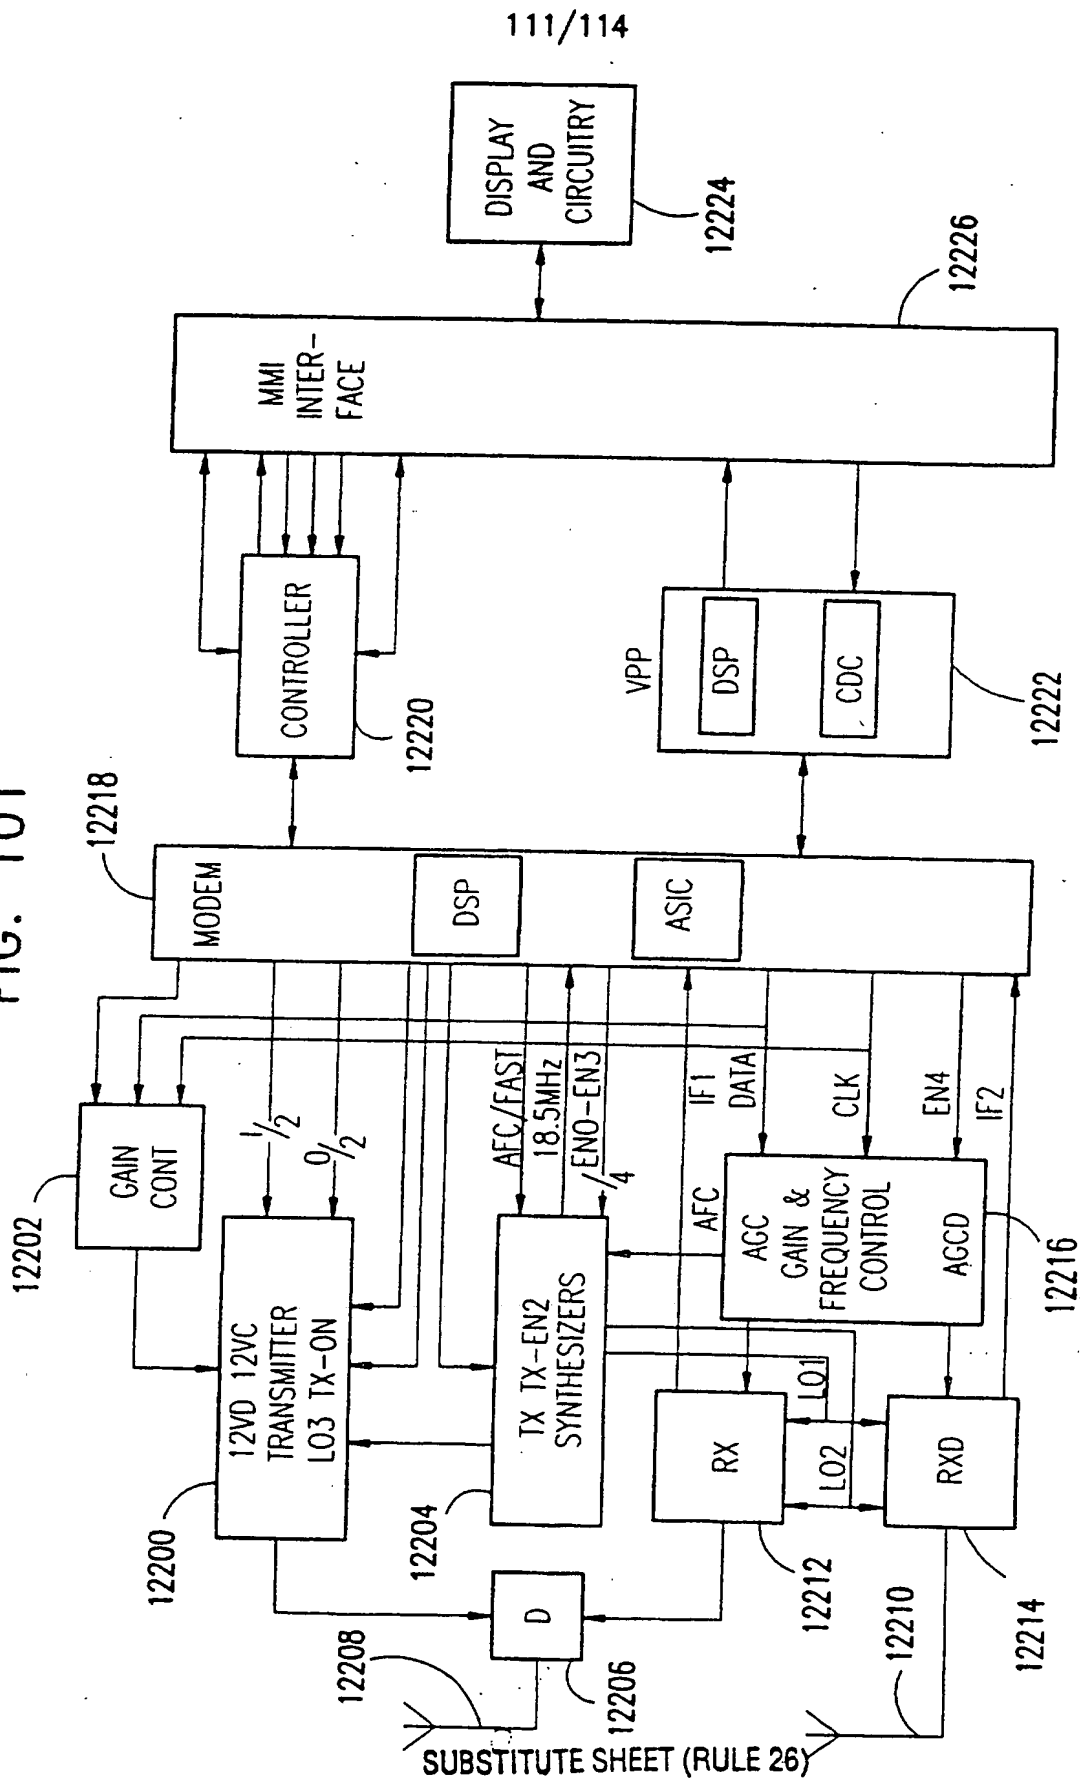 111/114
FIG. 101
12202
GAIN
CONT
12218
MODEM
DSP
ASIC
12220
CONTROLLER
MMI
INTER-
FACE
12226
DISPLAY
AND
CIRCUITRY
12224
12200
12VD 12VC
TRANSMITTER
LO3 TX-ON
1/2
0/2
12204
TX TX-EN2
SYNTHESIZERS
AFC/FAST
18.5MHz
EN0-EN3
/4
AFC
IF1
DATA
CLK
EN4
IF2
AGC
GAIN &
FREQUENCY
CONTROL
AGCD
12216
VPP
DSP
CDC
12222
12208
D
12206
RX
12212
LO1
LO2
RXD
12214
12210
SUBSTITUTE SHEET (RULE 26)